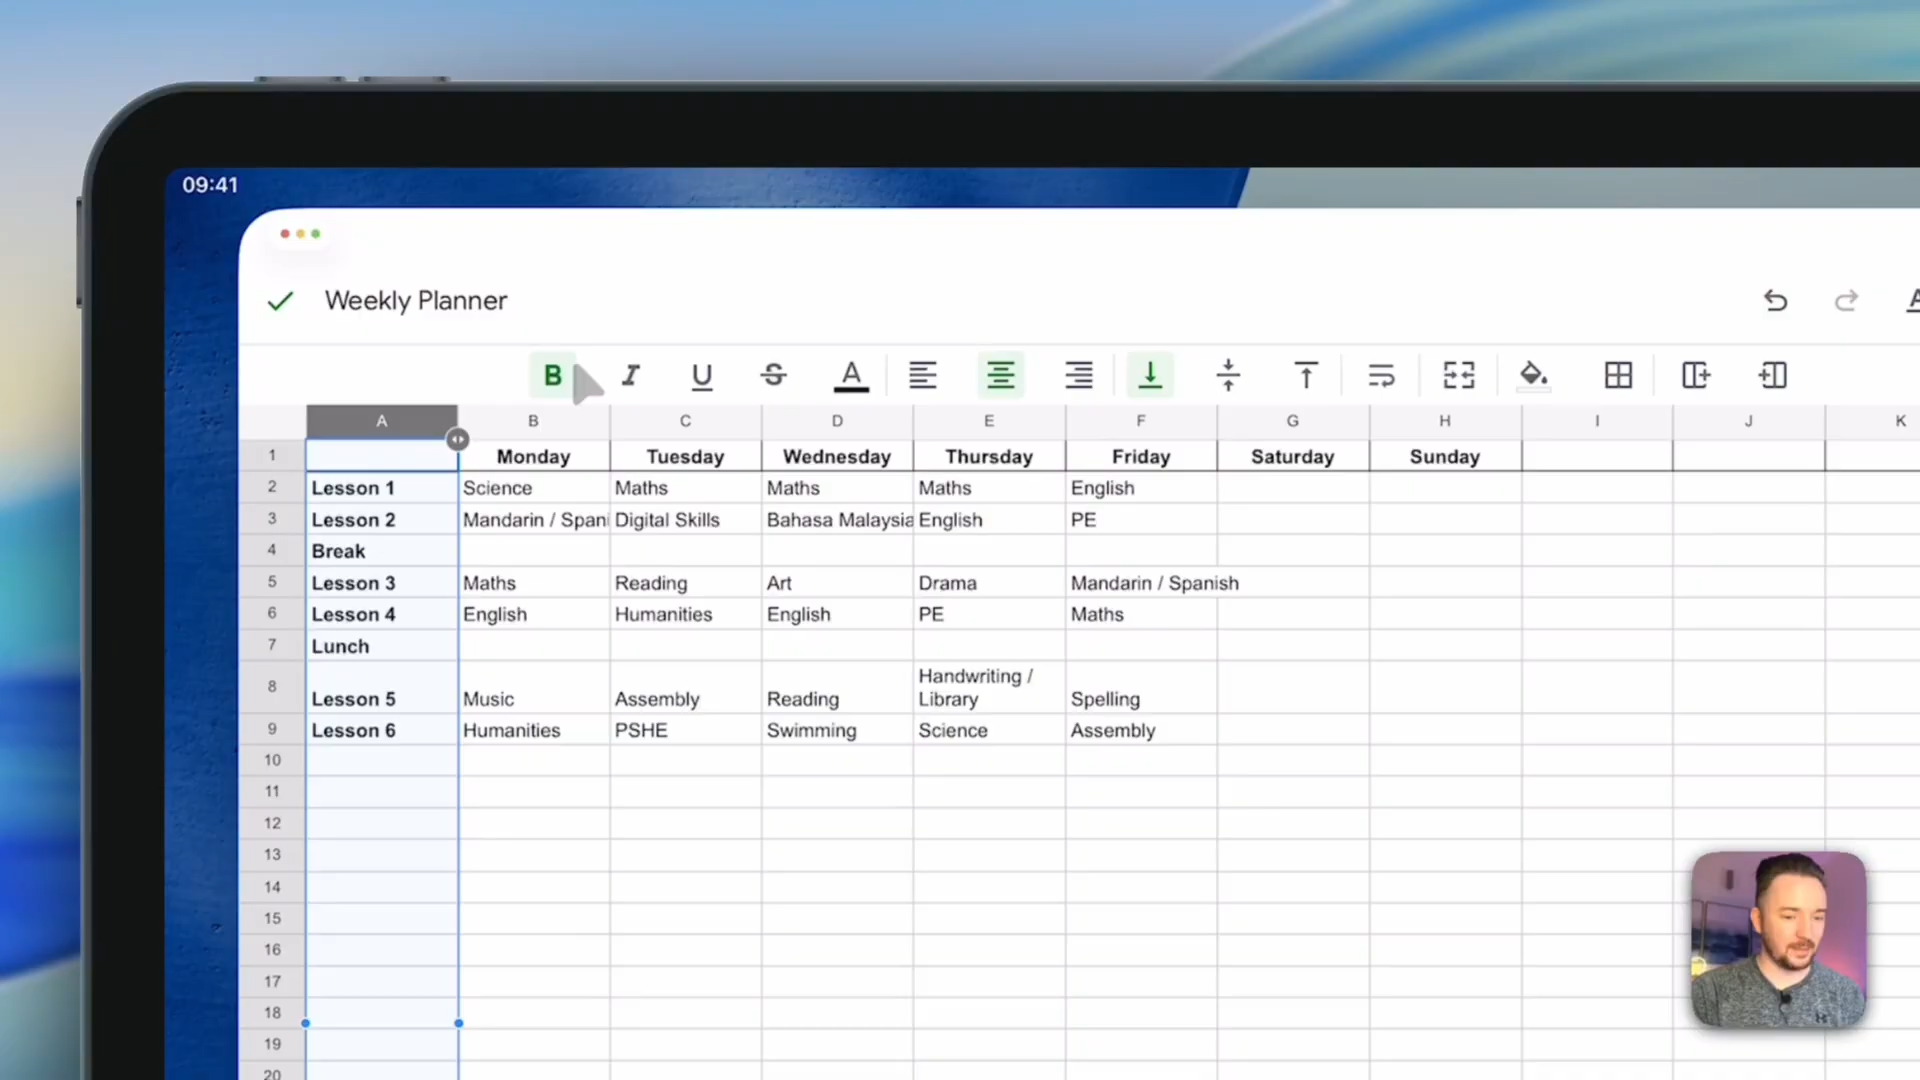 09:41
Weekly Planner
B I U S A
A B C D E F G H I J K
1 Monday Tuesday Wednesday Thursday Friday Saturday Sunday
2 Lesson 1 Science Maths Maths Maths English
3 Lesson 2 Mandarin / Spani Digital Skills Bahasa Malaysia English PE
4 Break
5 Lesson 3 Maths Reading Art Drama Mandarin / Spanish
6 Lesson 4 English Humanities English PE Maths
7 Lunch
8 Lesson 5 Music Assembly Reading Handwriting /
Library Spelling
9 Lesson 6 Humanities PSHE Swimming Science Assembly
10
11
12
13
14
15
16
17
18
19
20